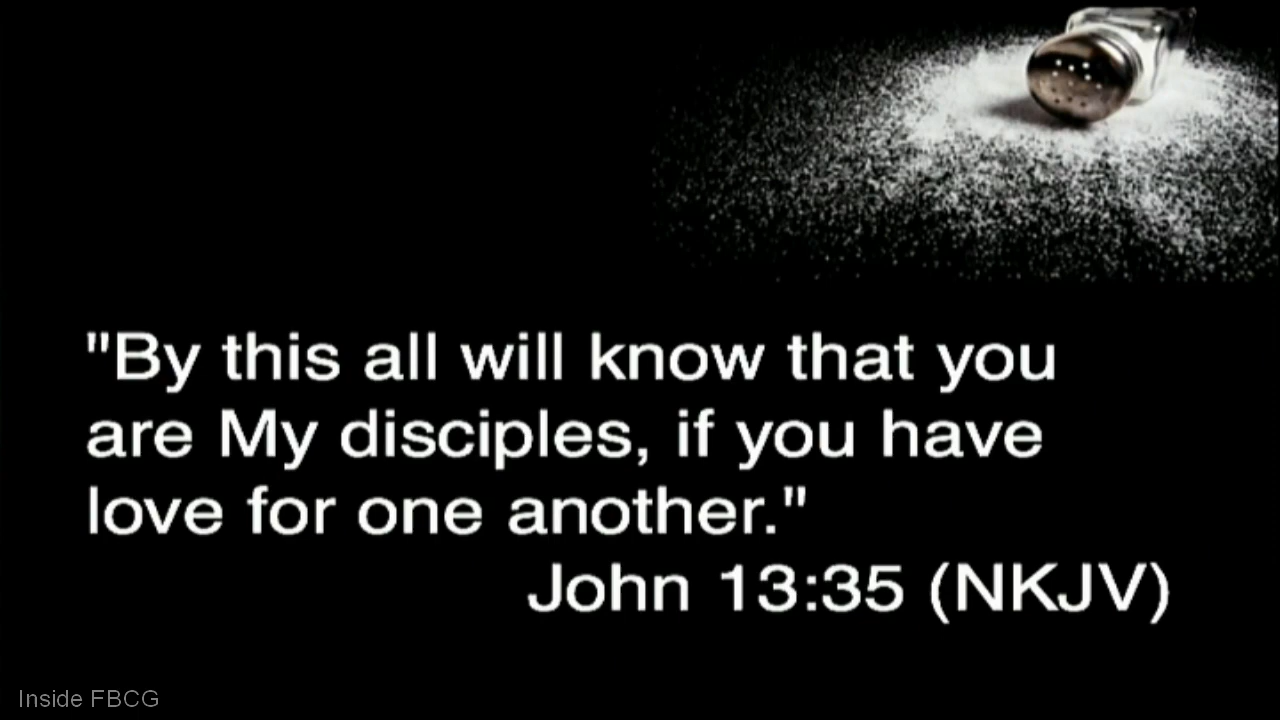 "By this all will know that you
are My disciples, if you have
love for one another."
John 13:35 (NKJV)
Inside FBCG